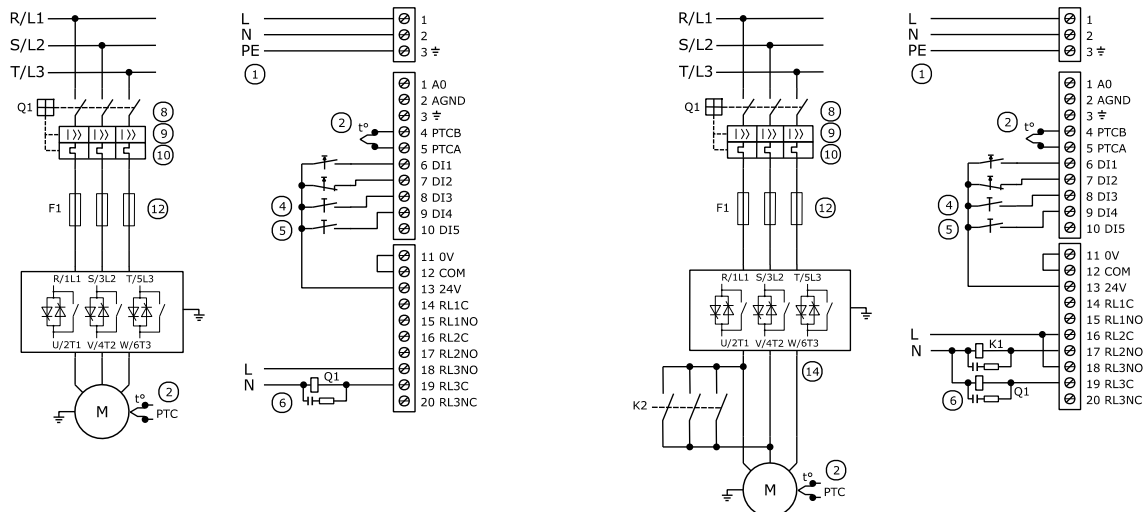 R/L1
S/L2
T/L3
Q1
8
9
10
F1
12
R/1L1 S/3L2 T/5L3
U/2T1 V/4T2 W/6T3
M
2
t°
PTC
L
N
PE
1
1
2
3
1 A0
2 AGND
3
2
t°
4 PTCB
5 PTCA
6 DI1
7 DI2
4
8 DI3
5
9 DI4
10 DI5
11 0V
12 COM
13 24V
14 RL1C
15 RL1NO
16 RL2C
17 RL2NO
L
18 RL3NO
N
Q1
19 RL3C
6
20 RL3NC
R/L1
S/L2
T/L3
Q1
8
9
10
F1
12
R/1L1 S/3L2 T/5L3
U/2T1 V/4T2 W/6T3
14
K2
M
2
t°
PTC
L
N
PE
1
1
2
3
1 A0
2 AGND
3
2
t°
4 PTCB
5 PTCA
6 DI1
7 DI2
4
8 DI3
5
9 DI4
10 DI5
11 0V
12 COM
13 24V
14 RL1C
15 RL1NO
L
16 RL2C
N
K1
17 RL2NO
18 RL3NO
19 RL3C
6
Q1
20 RL3NC